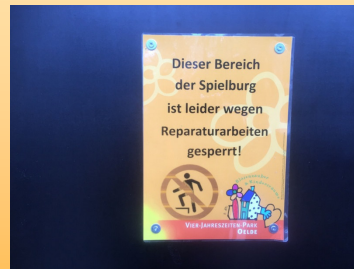 Dieser Bereich
der Spielburg
ist leider wegen
Reparaturarbeiten
gesperrt!
VIER-JAHRESZEITEN PARK
OELDE